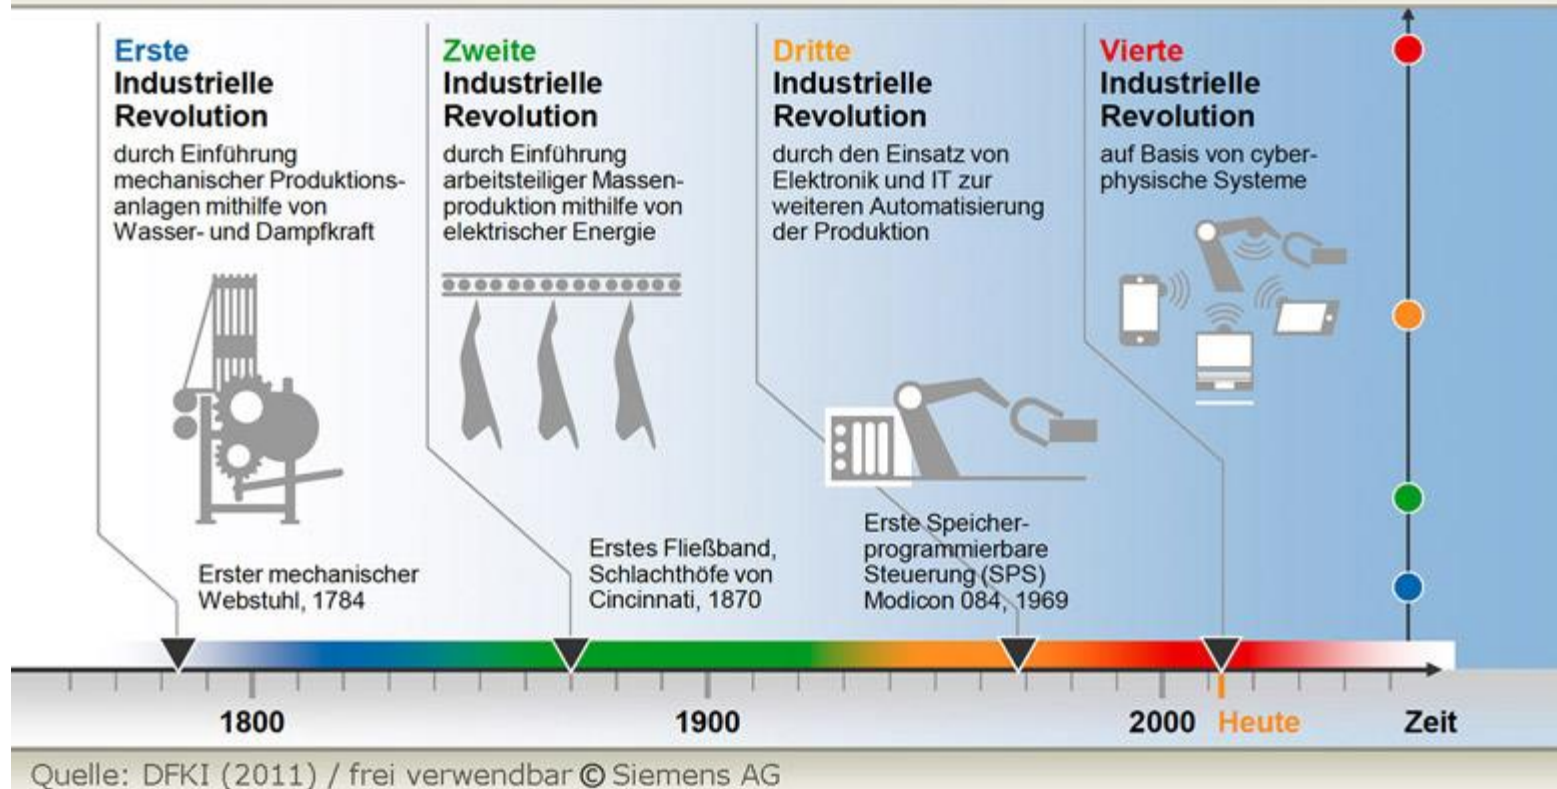 Erste
Industrielle
Revolution
durch Einführung
mechanischer Produktions-
anlagen mithilfe von
Wasser- und Dampfkraft
Erster mechanischer
Webstuhl, 1784
Zweite
Industrielle
Revolution
durch Einführung
arbeitsteiliger Massen-
produktion mithilfe von
elektrischer Energie
Erstes Fließband,
Schlachthöfe von
Cincinnati, 1870
Dritte
Industrielle
Revolution
durch den Einsatz von
Elektronik und IT zur
weiteren Automatisierung
der Produktion
Erste Speicher-
programmierbare
Steuerung (SPS)
Modicon 084, 1969
Vierte
Industrielle
Revolution
auf Basis von cyber-
physische Systeme
1800
1900
2000
Heute
Zeit
Quelle: DFKI (2011) / frei verwendbar © Siemens AG